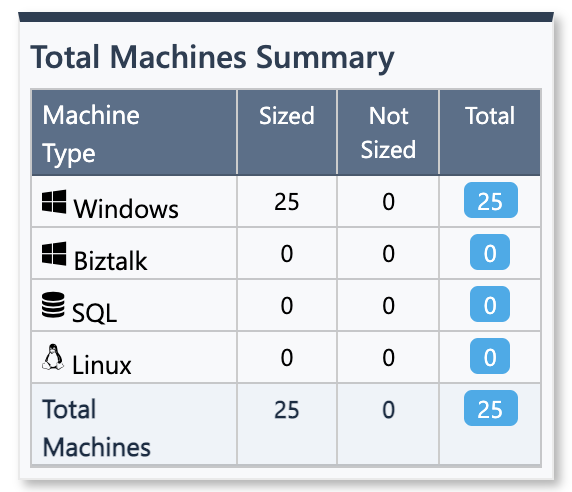 Total Machines Summary
Machine Type Sized Not Sized Total
Windows 25 0 25
Biztalk 0 0 0
SQL 0 0 0
Linux 0 0 0
Total Machines 25 0 25